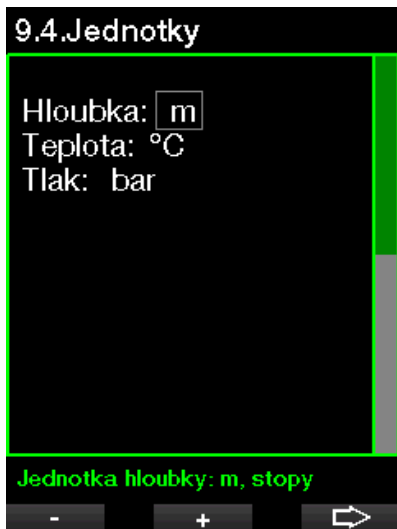 9.4.Jednotky
Hloubka: m
Teplota: °C
Tlak: bar
Jednotka hloubky: m, stopy
- +